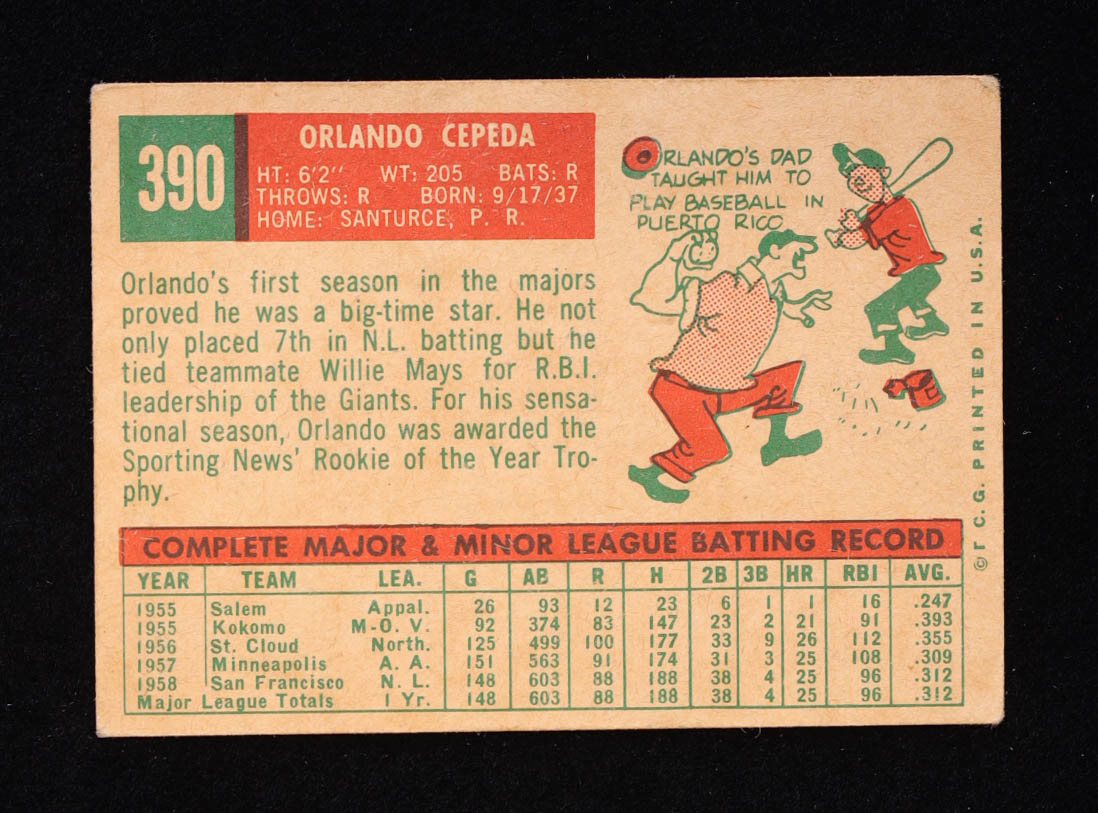 390
ORLANDO CEPEDA
HT: 6'2" WT: 205 BATS: R
THROWS: R BORN: 9/17/37
HOME: SANTURCE, P. R.
Orlando's first season in the majors
proved he was a big-time star. He not
only placed 7th in N.L. batting but he
tied teammate Willie Mays for R.B.I.
leadership of the Giants. For his sensa-
tional season, Orlando was awarded the
Sporting News' Rookie of the Year Tro-
phy.
ORLANDO'S DAD
TAUGHT HIM TO
PLAY BASEBALL IN
PUERTO RICO
© T. C. G. PRINTED IN U.S.A.
COMPLETE MAJOR & MINOR LEAGUE BATTING RECORD
YEAR TEAM LEA. G AB R H 2B 3B HR RBI AVG.
1955 Salem Appal. 26 93 12 23 6 1 1 16 .247
1955 Kokomo M-O. V. 92 374 83 147 23 2 21 91 .393
1956 St. Cloud North. 125 499 100 177 33 9 26 112 .355
1957 Minneapolis A. A. 151 563 91 174 31 3 25 108 .309
1958 San Francisco N. L. 148 603 88 188 38 4 25 96 .312
Major League Totals 1 Yr. 148 603 88 188 38 4 25 96 .312